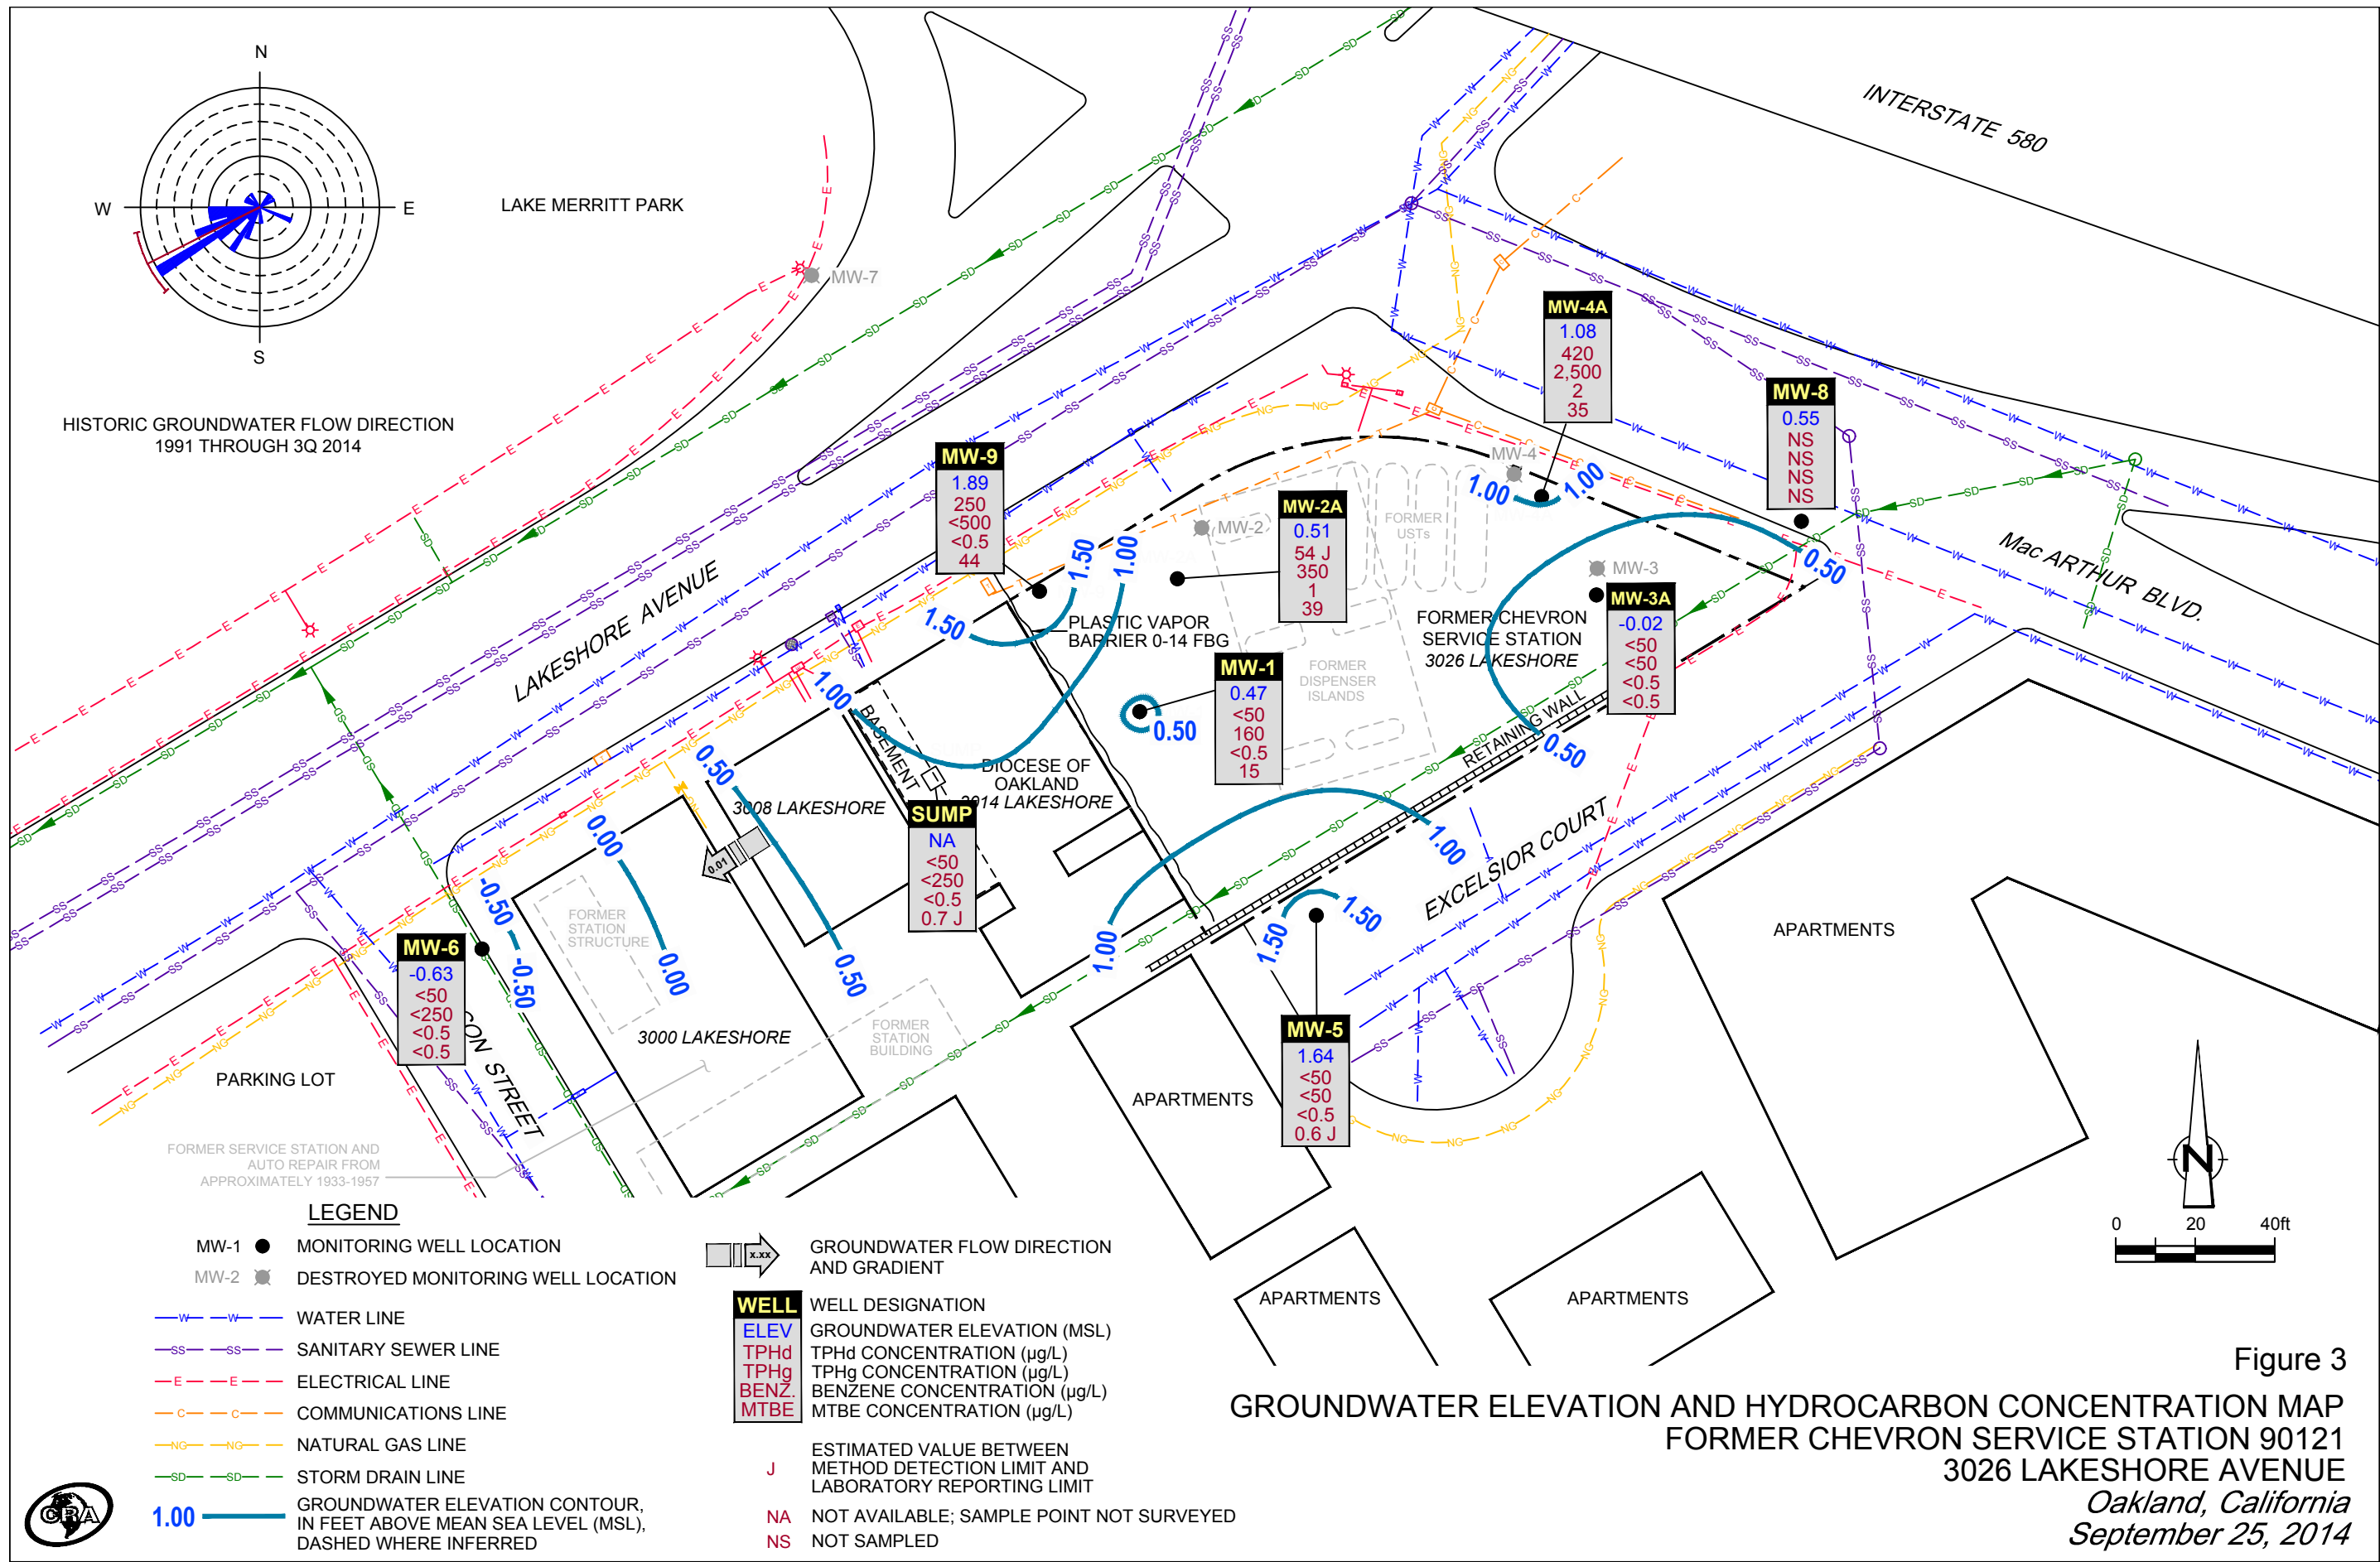 N
W
E
S
HISTORIC GROUNDWATER FLOW DIRECTION
1991 THROUGH 3Q 2014
LAKE MERRITT PARK
MW-7
INTERSTATE 580
Mac ARTHUR BLVD.
LAKESHORE AVENUE
EXCELSIOR COURT
MW-4A
1.08
420
2,500
2
35
MW-8
0.55
NS
NS
NS
NS
MW-9
1.89
250
<500
<0.5
44
MW-2A
0.51
54 J
350
1
39
MW-4
1.00
1.00
MW-2
FORMER
USTs
MW-3
MW-3A
-0.02
<50
<50
<0.5
<0.5
0.50
0.50
1.50
1.00
1.50
1.00
PLASTIC VAPOR
BARRIER 0-14 FBG
FORMER CHEVRON
SERVICE STATION
3026 LAKESHORE
FORMER
DISPENSER
ISLANDS
MW-1
0.47
<50
160
<0.5
15
0.50
RETAINING WALL
BASEMENT
DIOCESE OF
OAKLAND
3014 LAKESHORE
3008 LAKESHORE
0.01
SUMP
NA
<50
<250
<0.5
0.7 J
0.50
0.50
0.00
0.00
-0.50
-0.50
1.00
1.00
1.50
1.50
MW-5
1.64
<50
<50
<0.5
0.6 J
MW-6
-0.63
<50
<250
<0.5
<0.5
FORMER
STATION
STRUCTURE
3000 LAKESHORE
FORMER
STATION
BUILDING
STREET
PARKING LOT
FORMER SERVICE STATION AND
AUTO REPAIR FROM
APPROXIMATELY 1933-1957
APARTMENTS
APARTMENTS
APARTMENTS
APARTMENTS
N
0 20 40ft
LEGEND
MW-1 MONITORING WELL LOCATION
MW-2 DESTROYED MONITORING WELL LOCATION
W W WATER LINE
SS SS SANITARY SEWER LINE
E E ELECTRICAL LINE
C C COMMUNICATIONS LINE
NG NG NATURAL GAS LINE
SD SD STORM DRAIN LINE
1.00 GROUNDWATER ELEVATION CONTOUR,
IN FEET ABOVE MEAN SEA LEVEL (MSL),
DASHED WHERE INFERRED
x.xx GROUNDWATER FLOW DIRECTION
AND GRADIENT
WELL WELL DESIGNATION
ELEV GROUNDWATER ELEVATION (MSL)
TPHd TPHd CONCENTRATION (µg/L)
TPHg TPHg CONCENTRATION (µg/L)
BENZ. BENZENE CONCENTRATION (µg/L)
MTBE MTBE CONCENTRATION (µg/L)
J ESTIMATED VALUE BETWEEN
METHOD DETECTION LIMIT AND
LABORATORY REPORTING LIMIT
NA NOT AVAILABLE; SAMPLE POINT NOT SURVEYED
NS NOT SAMPLED
CRA
Figure 3
GROUNDWATER ELEVATION AND HYDROCARBON CONCENTRATION MAP
FORMER CHEVRON SERVICE STATION 90121
3026 LAKESHORE AVENUE
Oakland, California
September 25, 2014